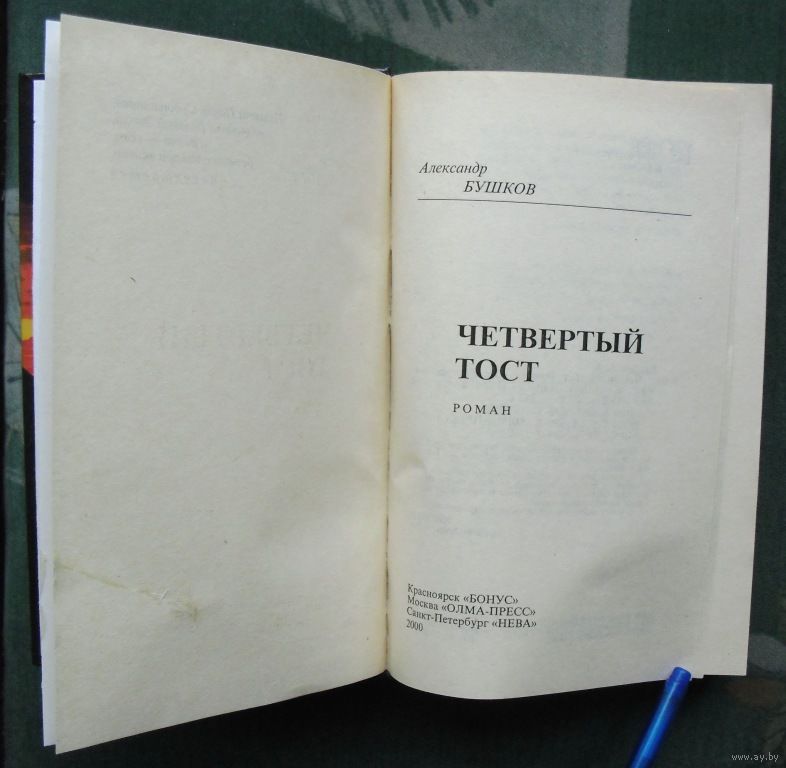 Александр
БУШКОВ
ЧЕТВЕРТЫЙ
ТОСТ
РОМАН
Красноярск «БОНУС»
Москва «ОЛМА-ПРЕСС»
Санкт-Петербург «НЕВА»
2000
www.ay.by